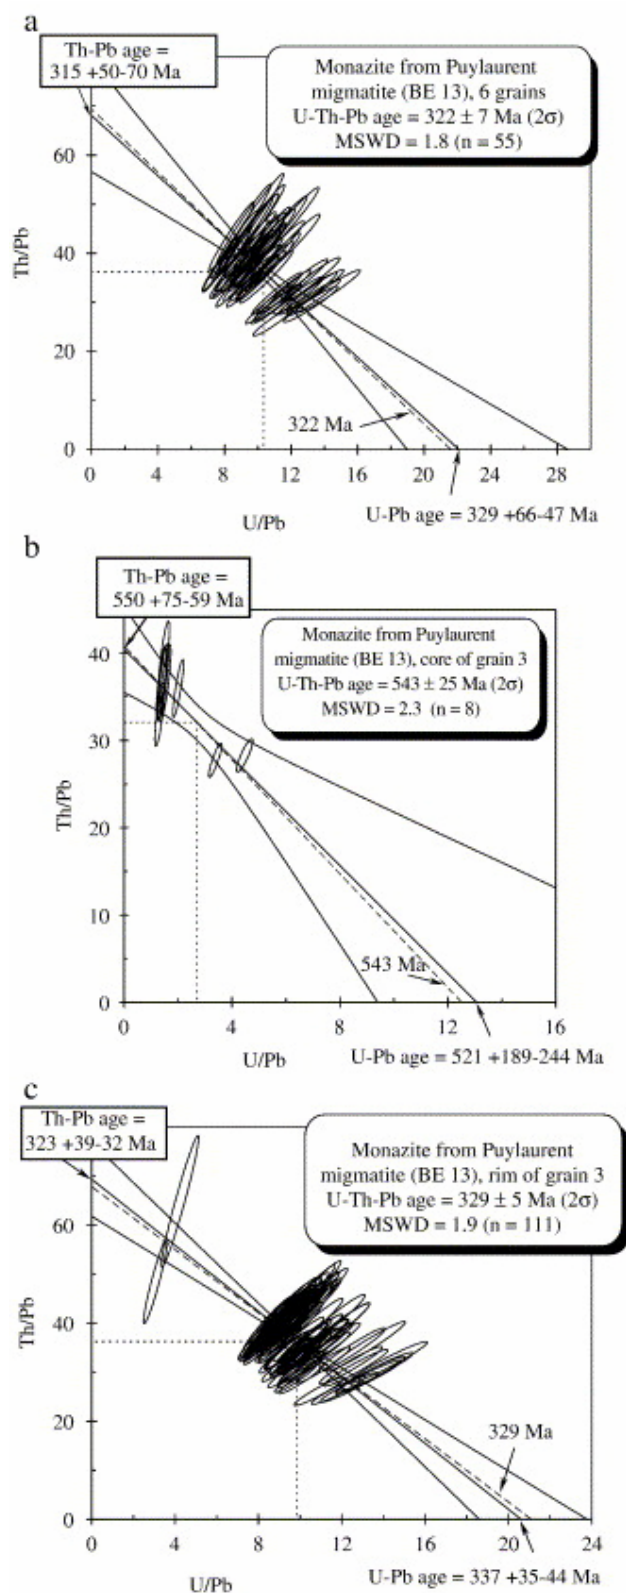 a
Th-Pb age =
315 +50-70 Ma
Monazite from Puylaurent
migmatite (BE 13), 6 grains
U-Th-Pb age = 322 ± 7 Ma (2σ)
MSWD = 1.8 (n = 55)
Th/Pb
60
40
20
0
322 Ma
0 4 8 12 16 20 24 28
U/Pb
U-Pb age = 329 +66-47 Ma
b
Th-Pb age =
550 +75-59 Ma
Monazite from Puylaurent
migmatite (BE 13), core of grain 3
U-Th-Pb age = 543 ± 25 Ma (2σ)
MSWD = 2.3 (n = 8)
Th/Pb
40
30
20
10
0
543 Ma
0 4 8 12 16
U/Pb
U-Pb age = 521 +189-244 Ma
c
Th-Pb age =
323 +39-32 Ma
Monazite from Puylaurent
migmatite (BE 13), rim of grain 3
U-Th-Pb age = 329 ± 5 Ma (2σ)
MSWD = 1.9 (n = 111)
Th/Pb
60
40
20
0
329 Ma
0 4 8 12 16 20 24
U/Pb
U-Pb age = 337 +35-44 Ma